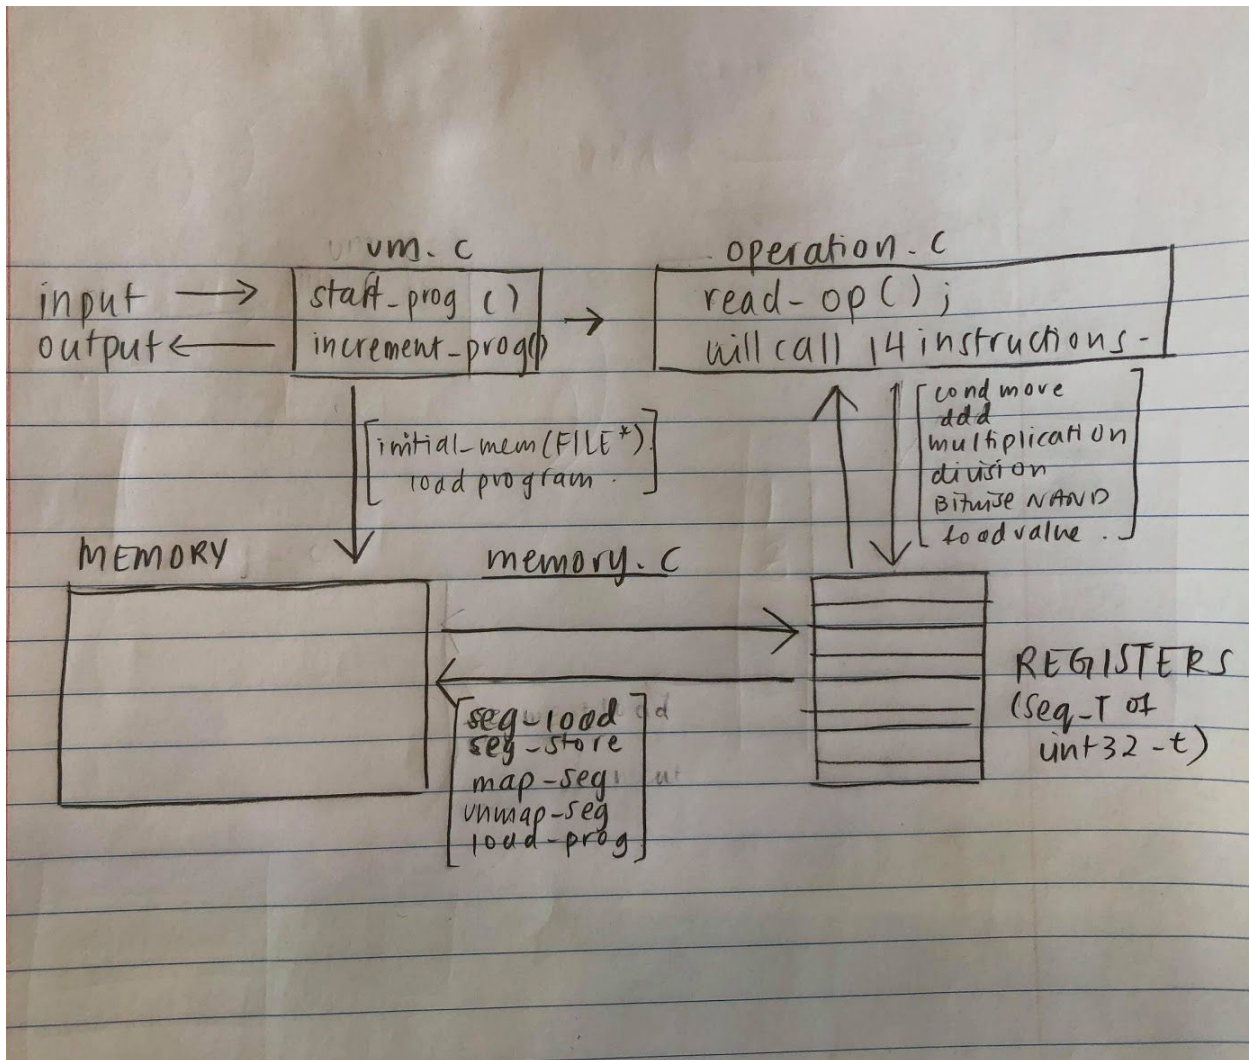 um.c
operation.c
input
output
start_prog ()
increment_prog()
read-op();
will call 14 instructions.
initial_mem(FILE*).
load program.
cond move
add
multiplication
division
Bitwise NAND
load value.
MEMORY
memory.c
seg-load
seg-store
map-seg
unmap-seg
load-prog
REGISTERS
(Seq_T of
uint32-t)